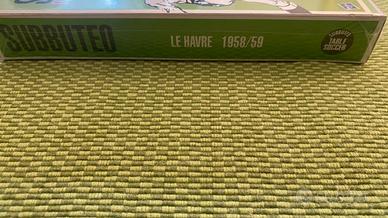 SUBBUTEO
LE HAVRE 1958/59
SUBBUTEO
TABLE
SOCCER